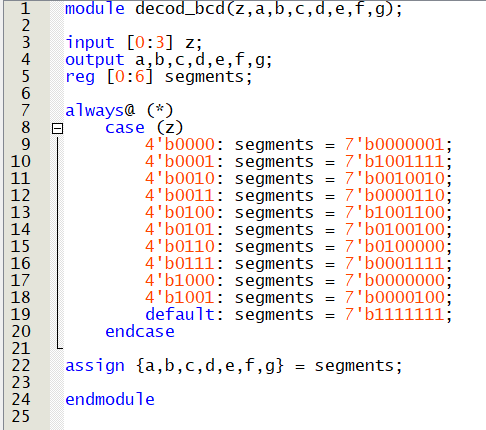 1 module decod_bcd(z,a,b,c,d,e,f,g);
2
3 input [0:3] z;
4 output a,b,c,d,e,f,g;
5 reg [0:6] segments;
6
7 always@ (*)
8 case (z)
9 4'b0000: segments = 7'b0000001;
10 4'b0001: segments = 7'b1001111;
11 4'b0010: segments = 7'b0010010;
12 4'b0011: segments = 7'b0000110;
13 4'b0100: segments = 7'b1001100;
14 4'b0101: segments = 7'b0100100;
15 4'b0110: segments = 7'b0100000;
16 4'b0111: segments = 7'b0001111;
17 4'b1000: segments = 7'b0000000;
18 4'b1001: segments = 7'b0000100;
19 default: segments = 7'b1111111;
20 endcase
21
22 assign {a,b,c,d,e,f,g} = segments;
23
24 endmodule
25